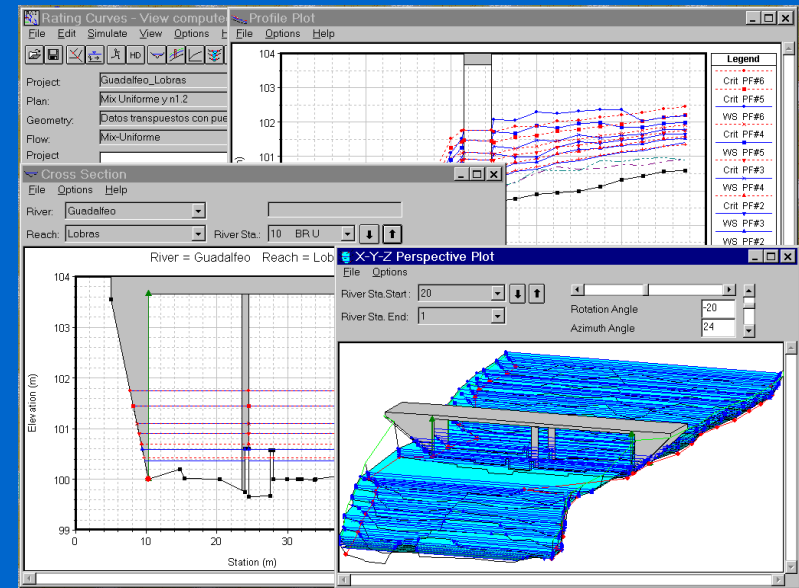 Rating Curves - View compute
File Edit Simulate View Options H
HD
Project: Guadalfeo_Lobras
Plan: Mix Uniforme y n1.2
Geometry: Datos transpuestos con pue
Flow: Mix-Uniforme
Project
Profile Plot
File Options Help
104
103
102
101
Legend
Crit PF#6
Crit PF#5
WS PF#6
Crit PF#4
WS PF#5
Crit PF#3
WS PF#4
Crit PF#2
WS PF#3
WS PF#2
Cross Section
File Options Help
River: Guadalfeo
Reach: Lobras River Sta.: 10 BR U
River = Guadalfeo Reach = Lob
104
103
102
101
100
99
Elevation (m)
0 10 20 30
Station (m)
X-Y-Z Perspective Plot
File Options
River Sta.Start: 20
River Sta. End: 1
Rotation Angle -20
Azimuth Angle 24